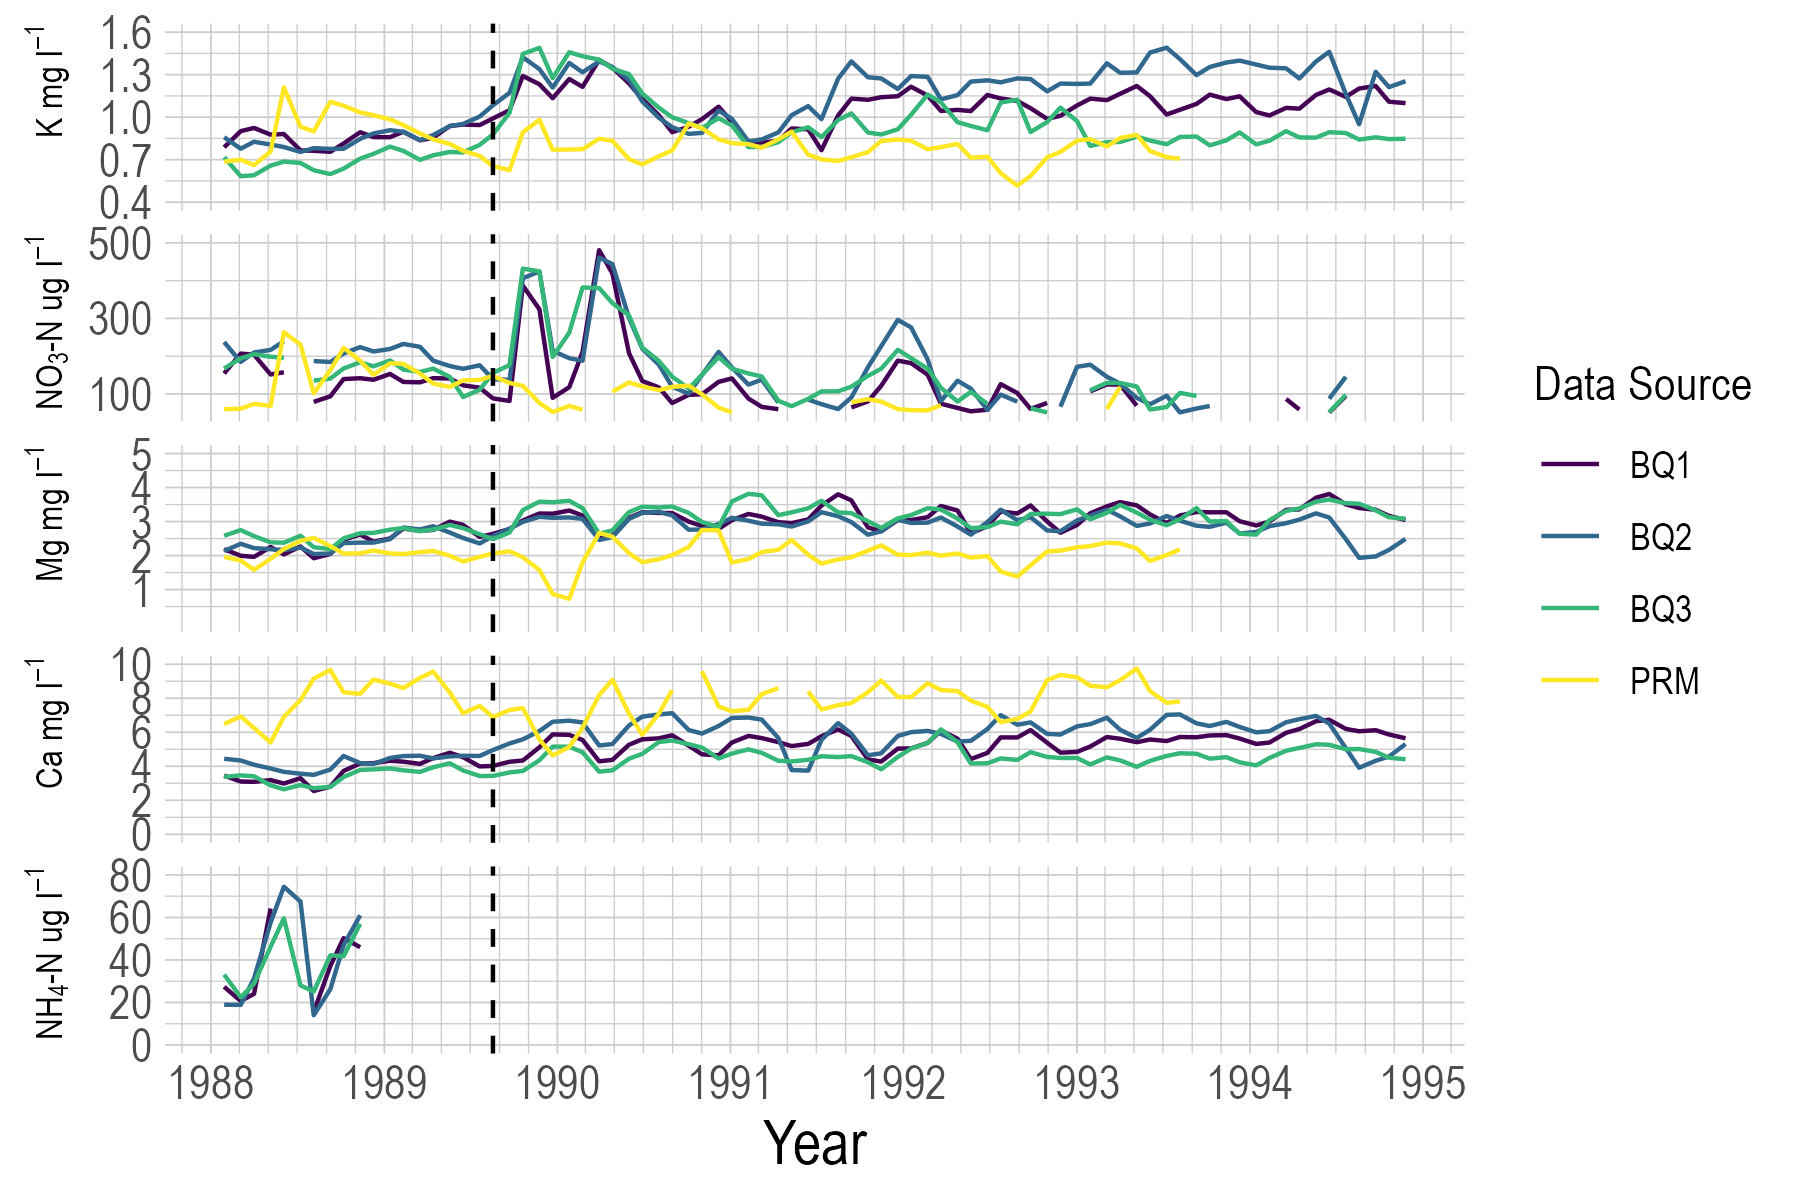 K mg l⁻¹
1.6
1.3
1.0
0.7
0.4
NO₃-N ug l⁻¹
500
300
100
Mg mg l⁻¹
5
4
3
2
1
Ca mg l⁻¹
10
8
6
4
2
0
NH₄-N ug l⁻¹
80
60
40
20
0
1988 1989 1990 1991 1992 1993 1994 1995
Year
Data Source
BQ1
BQ2
BQ3
PRM